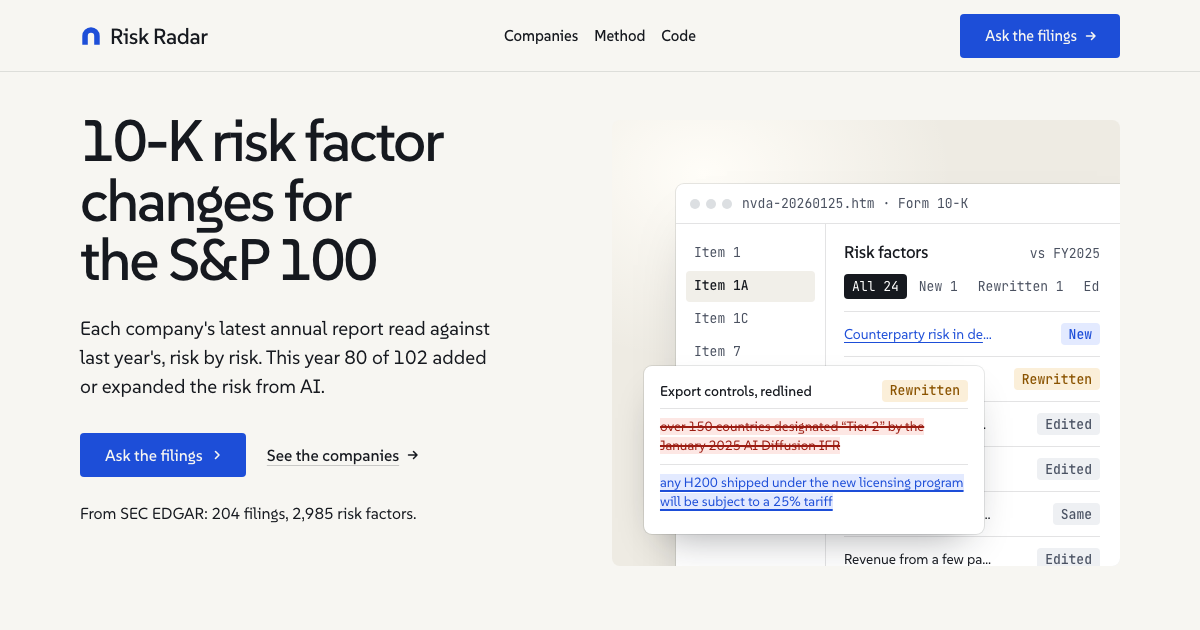 Risk Radar
Companies Method Code
Ask the filings →
10-K risk factor
changes for
the S&P 100
Each company's latest annual report read against
last year's, risk by risk. This year 80 of 102 added
or expanded the risk from AI.
Ask the filings ›
See the companies →
From SEC EDGAR: 204 filings, 2,985 risk factors.
nvda-20260125.htm · Form 10-K
Item 1
Item 1A
Item 1C
Item 7
Risk factors vs FY2025
All 24 New 1 Rewritten 1 Ed
Counterparty risk in de... New
Rewritten
Edited
Edited
Same
Revenue from a few pa... Edited
Export controls, redlined Rewritten
over 150 countries designated “Tier 2” by the
January 2025 AI Diffusion IFR
any H200 shipped under the new licensing program
will be subject to a 25% tariff